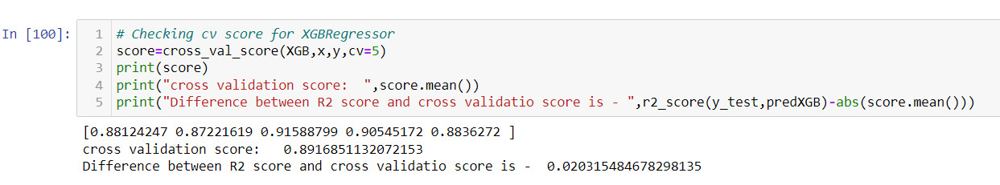 In [100]:
1 # Checking cv score for XGBRegressor
2 score=cross_val_score(XGB,x,y,cv=5)
3 print(score)
4 print("cross validation score:  ",score.mean())
5 print("Difference between R2 score and cross validatio score is - ",r2_score(y_test,predXGB)-abs(score.mean()))
[0.88124247 0.87221619 0.91588799 0.90545172 0.8836272 ]
cross validation score:   0.8916851132072153
Difference between R2 score and cross validatio score is -  0.020315484678298135